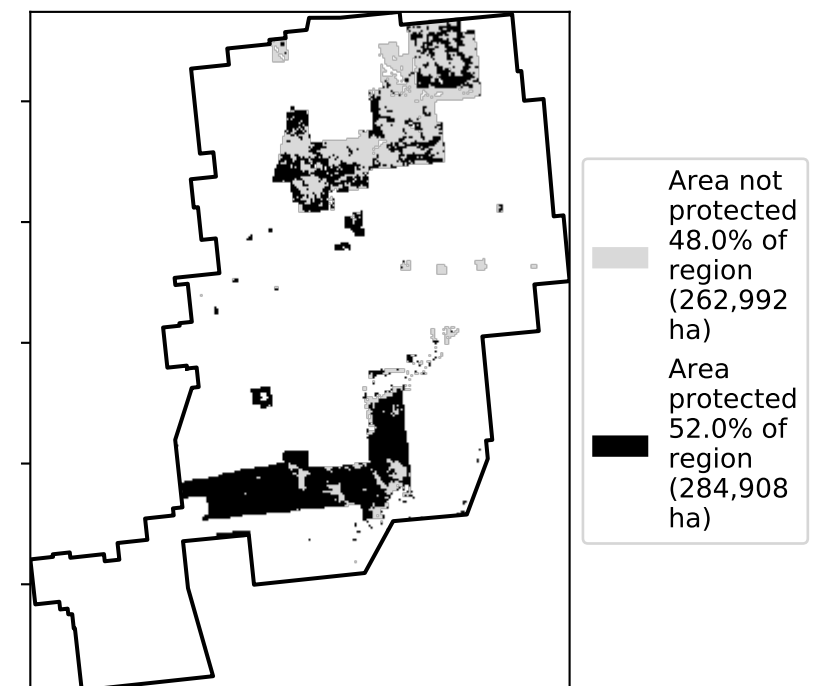 Area not
protected
48.0% of
region
(262,992
ha)
Area
protected
52.0% of
region
(284,908
ha)